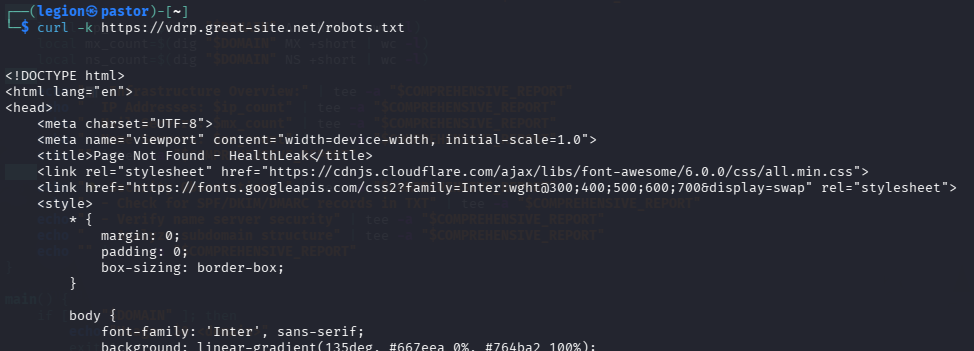 ┌──(legion㉿pastor)-[~]
└─$ curl -k https://vdrp.great-site.net/robots.txt
<!DOCTYPE html>
<html lang="en">
<head>
    <meta charset="UTF-8">
    <meta name="viewport" content="width=device-width, initial-scale=1.0">
    <title>Page Not Found - HealthLeak</title>
    <link rel="stylesheet" href="https://cdnjs.cloudflare.com/ajax/libs/font-awesome/6.0.0/css/all.min.css">
    <link href="https://fonts.googleapis.com/css2?family=Inter:wght@300;400;500;600;700&display=swap" rel="stylesheet">
    <style>
        * {
            margin: 0;
            padding: 0;
            box-sizing: border-box;
        }
        body {
            font-family: 'Inter', sans-serif;
            background: linear-gradient(135deg, #667eea 0%, #764ba2 100%);